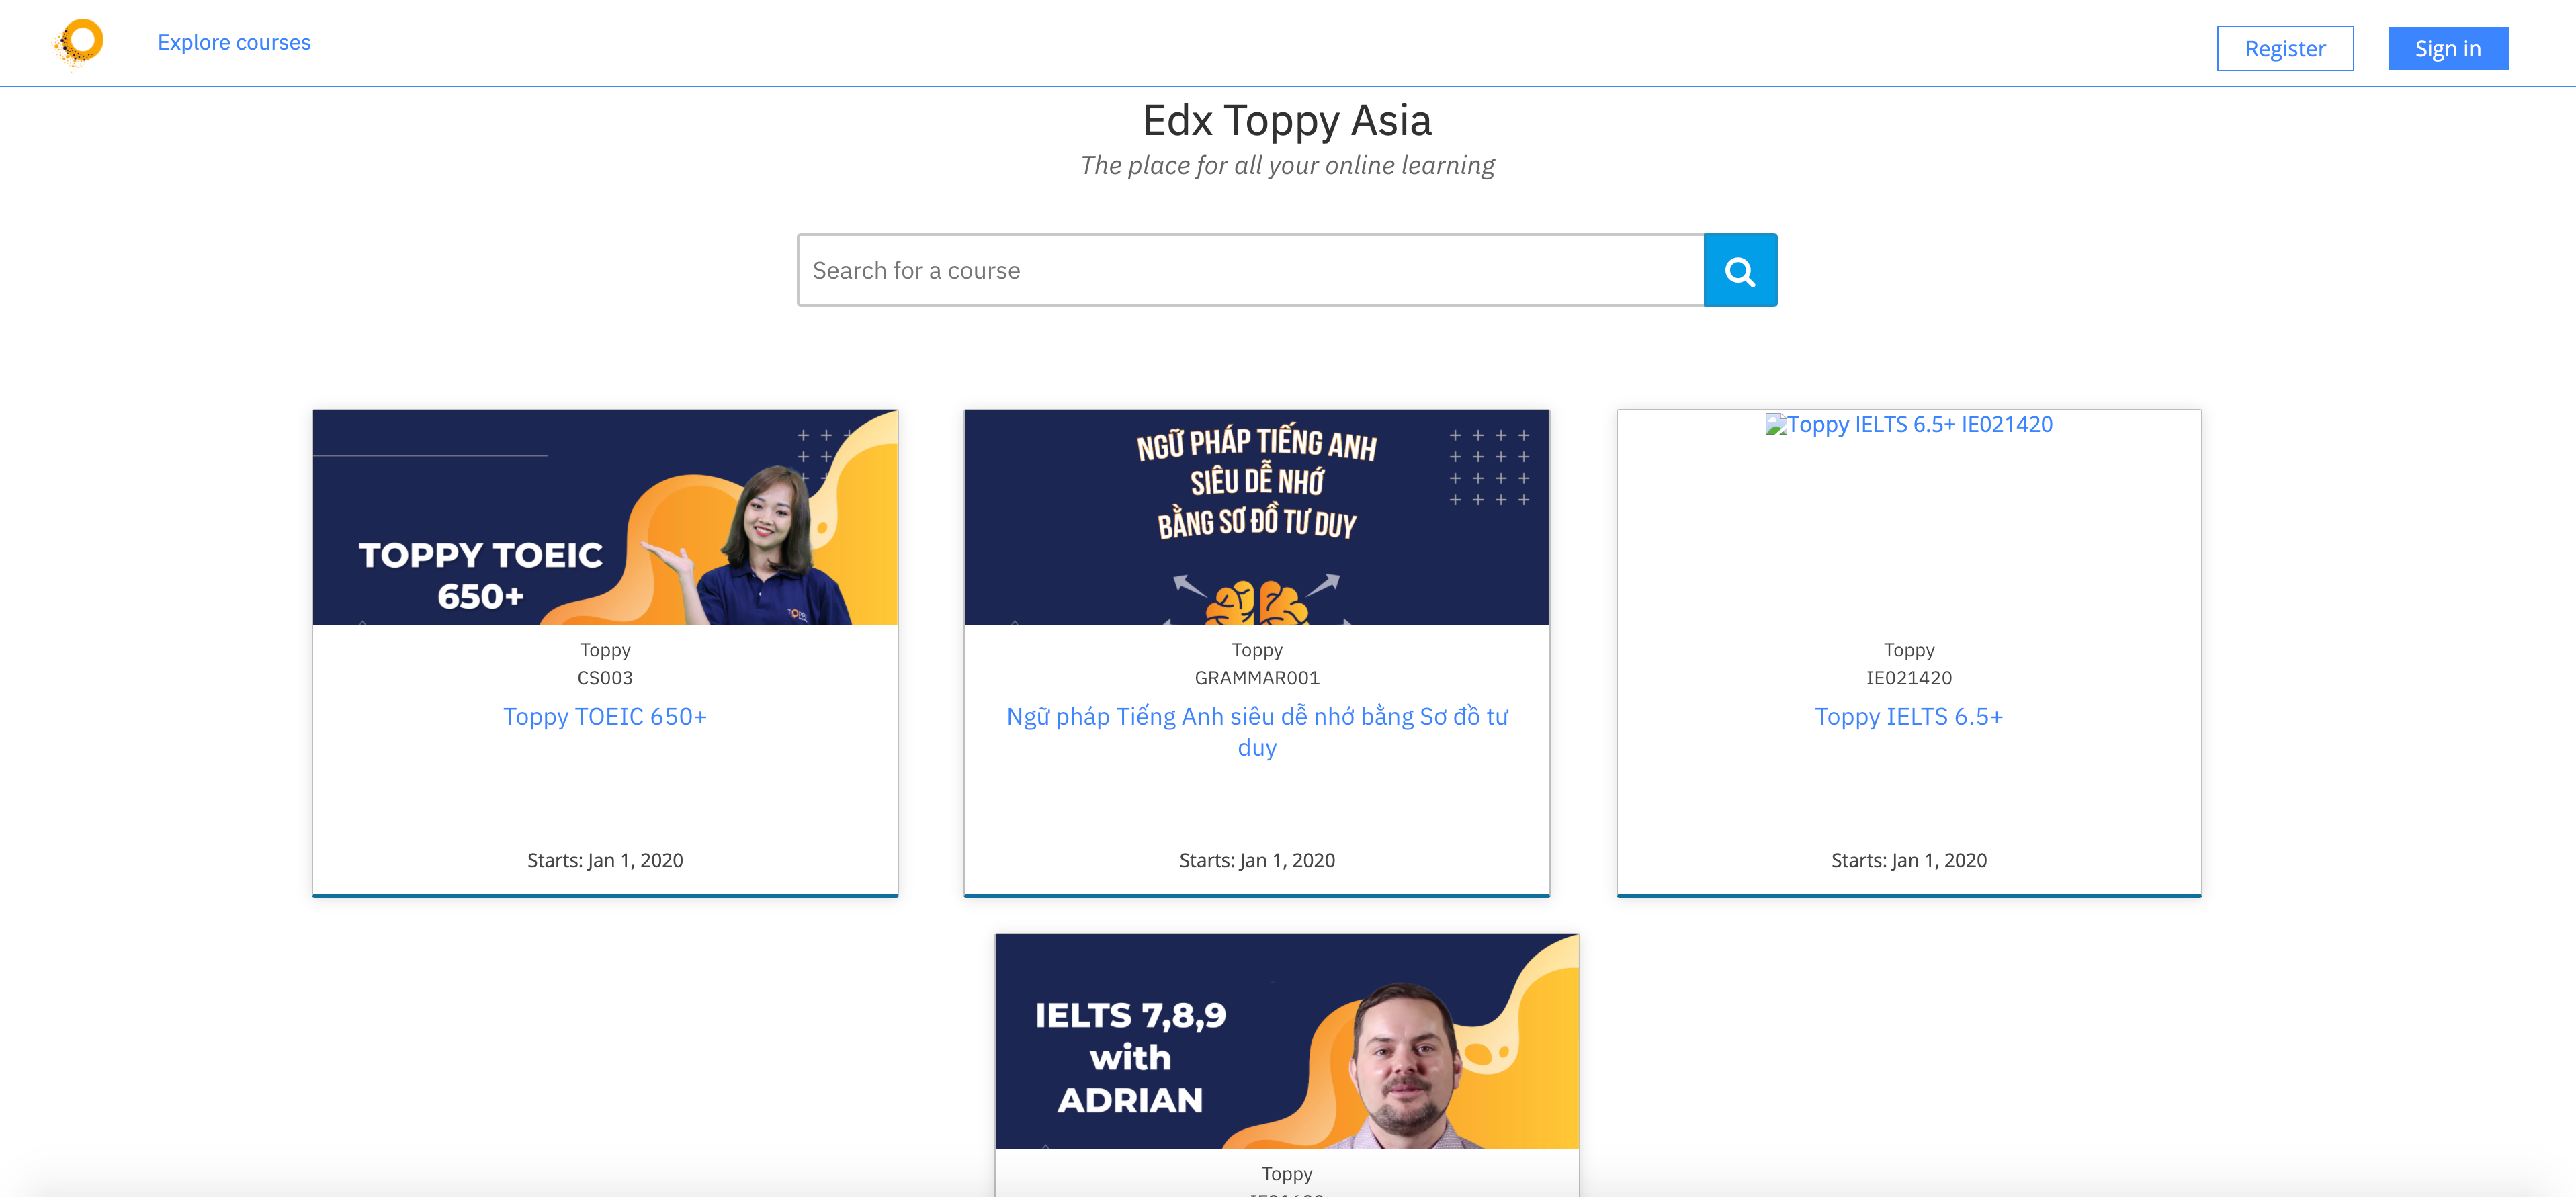 Explore courses
Register
Sign in
Edx Toppy Asia
The place for all your online learning
Search for a course
TOPPY TOEIC
650+
Toppy
CS003
Toppy TOEIC 650+
Starts: Jan 1, 2020
NGỮ PHÁP TIẾNG ANH
SIÊU DỄ NHỚ
BẰNG SƠ ĐỒ TƯ DUY
Toppy
GRAMMAR001
Ngữ pháp Tiếng Anh siêu dễ nhớ bằng Sơ đồ tư
duy
Starts: Jan 1, 2020
Toppy IELTS 6.5+ IE021420
Toppy
IE021420
Toppy IELTS 6.5+
Starts: Jan 1, 2020
IELTS 7,8,9
with
ADRIAN
Toppy